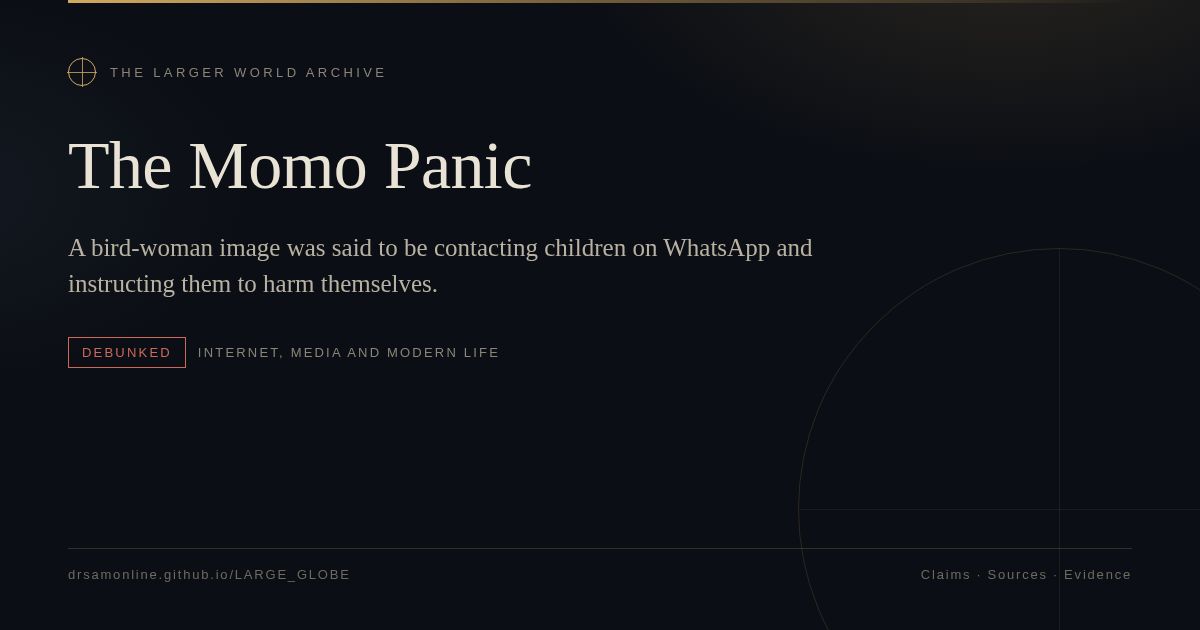 THE LARGER WORLD ARCHIVE
The Momo Panic
A bird-woman image was said to be contacting children on WhatsApp and
instructing them to harm themselves.
DEBUNKED INTERNET, MEDIA AND MODERN LIFE
drsamonline.github.io/LARGE_GLOBE
Claims · Sources · Evidence